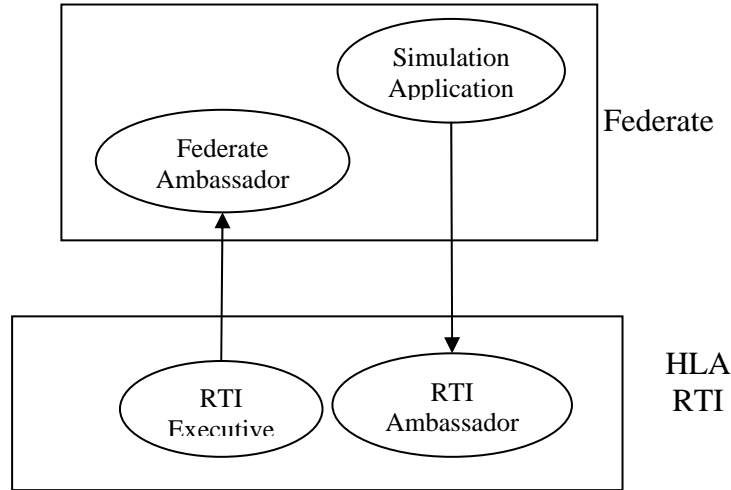 Simulation
Application
Federate
Federate
Ambassador
HLA
RTI
RTI
Executive
RTI
Ambassador